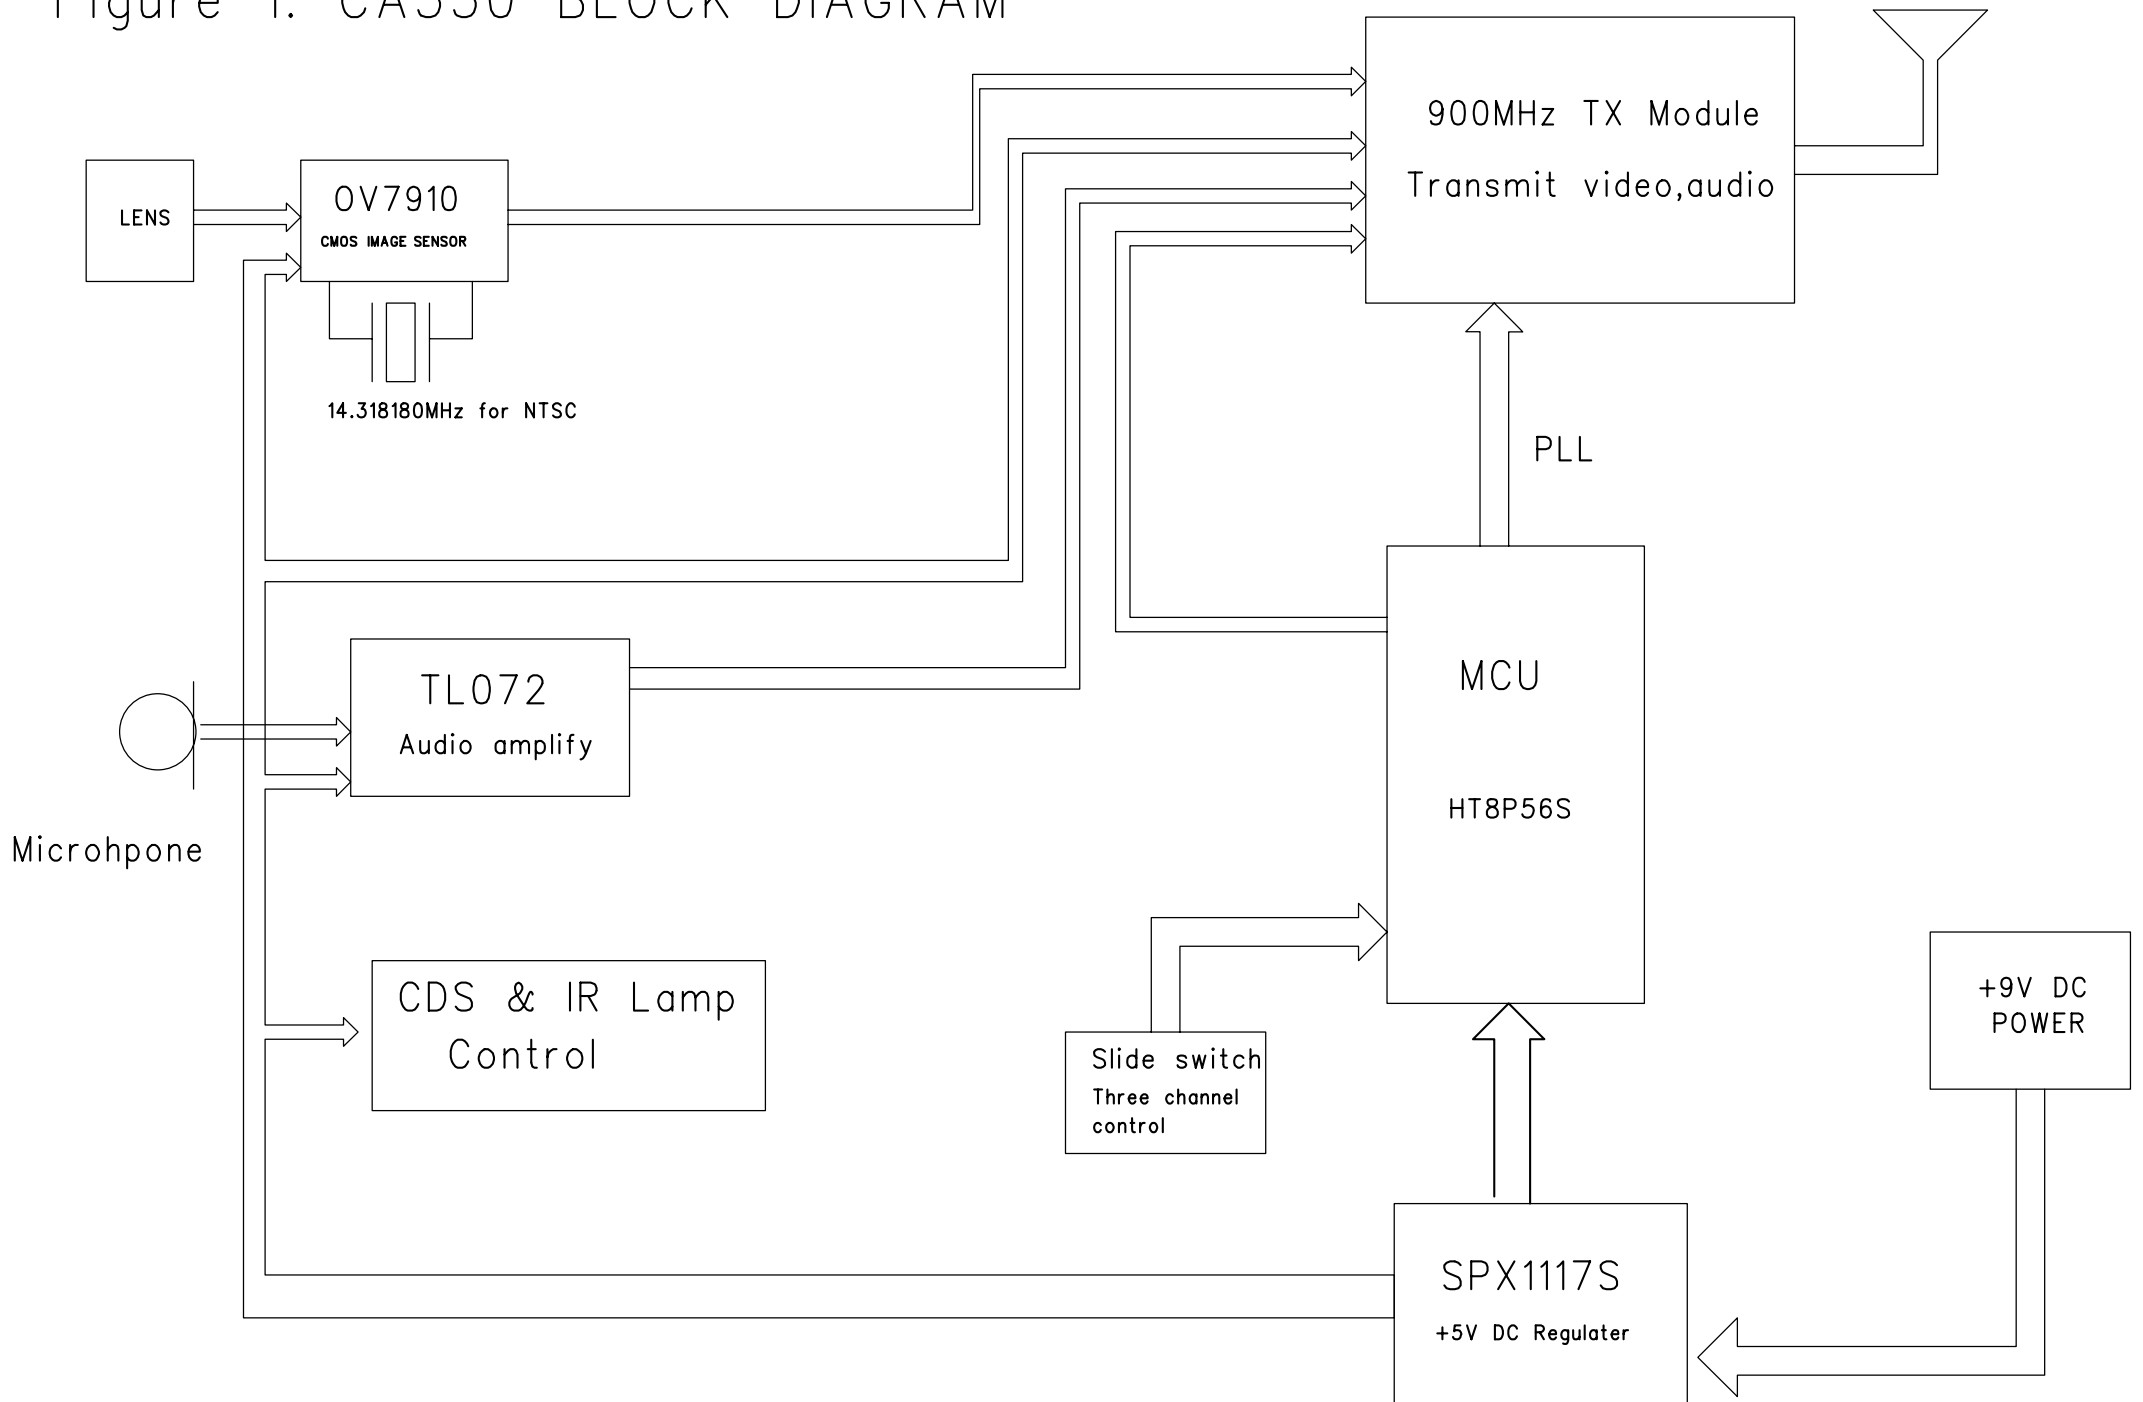 BLOCK DIAGRAM
900MHz TX Module
Transmit video,audio
LENS
OV7910
CMOS IMAGE SENSOR
14.318180MHz for NTSC
PLL
TL072
Audio amplify
Microhpone
MCU
HT8P56S
CDS & IR Lamp
Control
Slide switch
Three channel
control
+9V DC
POWER
SPX1117S
+5V DC Regulater